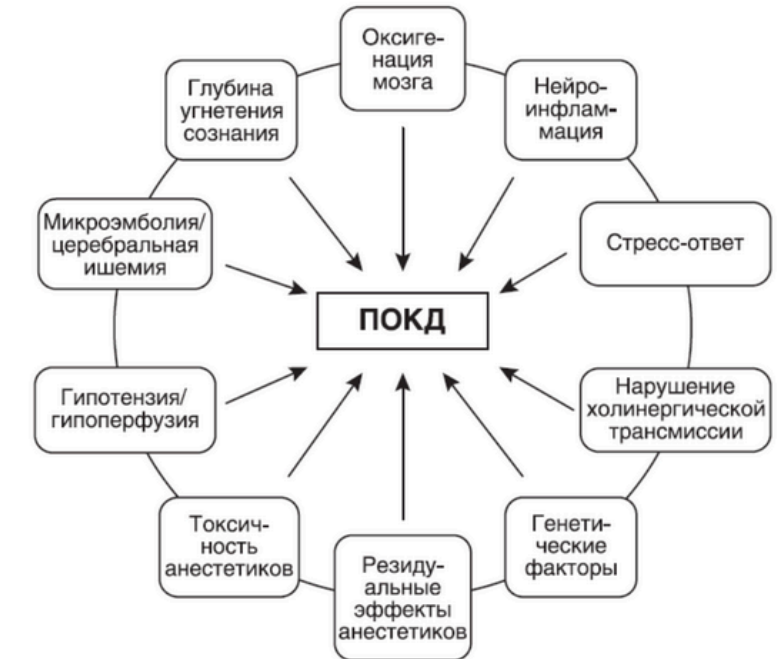 Оксиге-
нация
мозга
Глубина
угнетения
сознания
Нейро-
инфлам-
мация
Микроэмболия/
церебральная
ишемия
Стресс-ответ
ПОКД
Гипотензия/
гипоперфузия
Нарушение
холинергической
трансмиссии
Токсич-
ность
анестетиков
Генети-
ческие
факторы
Резиду-
альные
эффекты
анестетиков